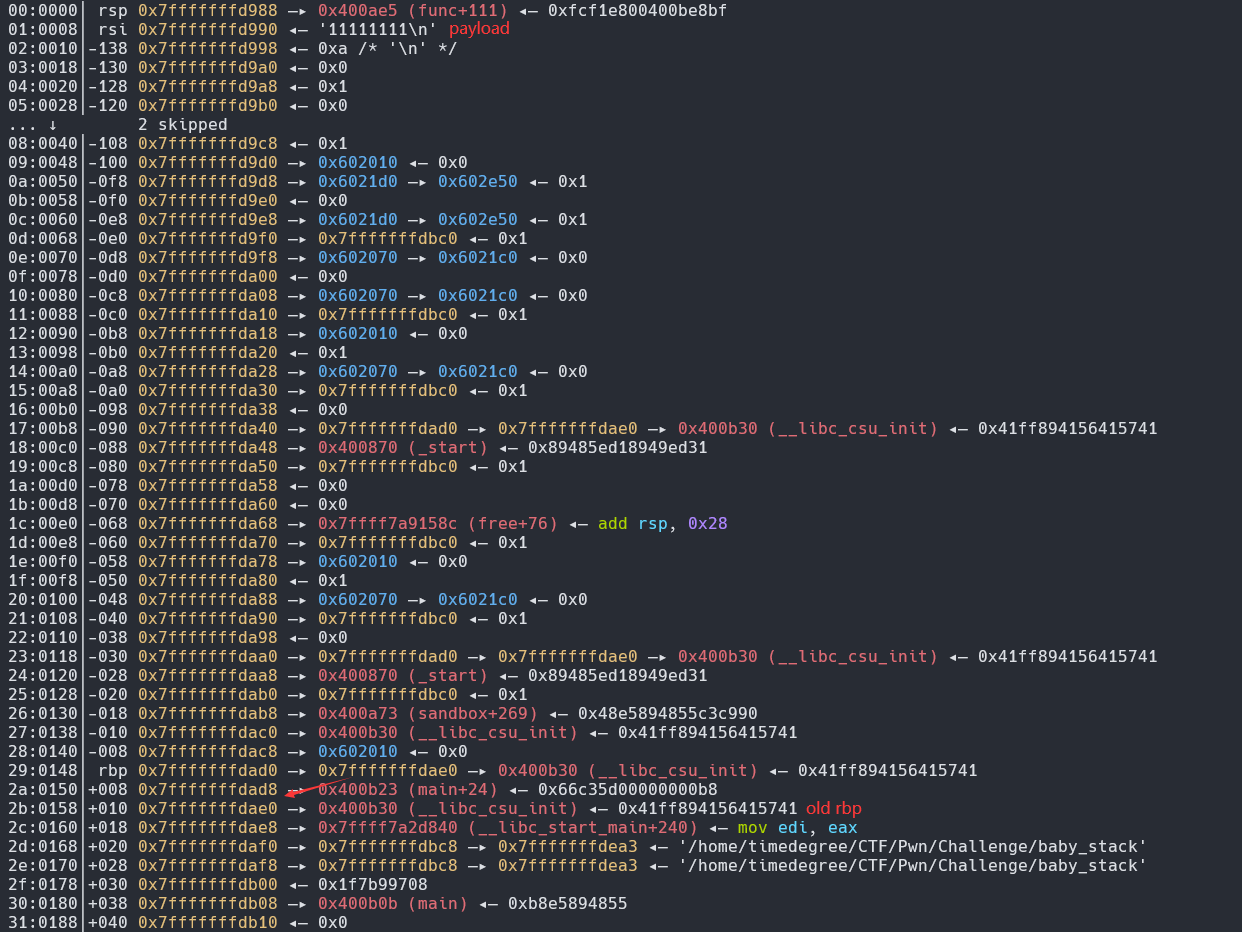 00:0000│ rsp 0x7fffffffd988 —▸ 0x400ae5 (func+111) ◂— 0xfcf1e800400be8bf
01:0008│ rsi 0x7fffffffd990 ◂— '11111111\n' payload
02:0010│-138 0x7fffffffd998 ◂— 0xa /* '\n' */
03:0018│-130 0x7fffffffd9a0 ◂— 0x0
04:0020│-128 0x7fffffffd9a8 ◂— 0x1
05:0028│-120 0x7fffffffd9b0 ◂— 0x0
... ↓ 2 skipped
08:0040│-108 0x7fffffffd9c8 ◂— 0x1
09:0048│-100 0x7fffffffd9d0 —▸ 0x602010 ◂— 0x0
0a:0050│-0f8 0x7fffffffd9d8 —▸ 0x6021d0 —▸ 0x602e50 ◂— 0x1
0b:0058│-0f0 0x7fffffffd9e0 ◂— 0x0
0c:0060│-0e8 0x7fffffffd9e8 —▸ 0x6021d0 —▸ 0x602e50 ◂— 0x1
0d:0068│-0e0 0x7fffffffd9f0 —▸ 0x7fffffffdbc0 ◂— 0x1
0e:0070│-0d8 0x7fffffffd9f8 —▸ 0x602070 —▸ 0x6021c0 ◂— 0x0
0f:0078│-0d0 0x7fffffffda00 ◂— 0x0
10:0080│-0c8 0x7fffffffda08 —▸ 0x602070 —▸ 0x6021c0 ◂— 0x0
11:0088│-0c0 0x7fffffffda10 —▸ 0x7fffffffdbc0 ◂— 0x1
12:0090│-0b8 0x7fffffffda18 —▸ 0x602010 ◂— 0x0
13:0098│-0b0 0x7fffffffda20 ◂— 0x1
14:00a0│-0a8 0x7fffffffda28 —▸ 0x602070 —▸ 0x6021c0 ◂— 0x0
15:00a8│-0a0 0x7fffffffda30 —▸ 0x7fffffffdbc0 ◂— 0x1
16:00b0│-098 0x7fffffffda38 ◂— 0x0
17:00b8│-090 0x7fffffffda40 —▸ 0x7fffffffdad0 —▸ 0x7fffffffdae0 —▸ 0x400b30 (__libc_csu_init) ◂— 0x41ff894156415741
18:00c0│-088 0x7fffffffda48 —▸ 0x400870 (_start) ◂— 0x89485ed18949ed31
19:00c8│-080 0x7fffffffda50 —▸ 0x7fffffffdbc0 ◂— 0x1
1a:00d0│-078 0x7fffffffda58 ◂— 0x0
1b:00d8│-070 0x7fffffffda60 ◂— 0x0
1c:00e0│-068 0x7fffffffda68 —▸ 0x7ffff7a9158c (free+76) ◂— add rsp, 0x28
1d:00e8│-060 0x7fffffffda70 —▸ 0x7fffffffdbc0 ◂— 0x1
1e:00f0│-058 0x7fffffffda78 —▸ 0x602010 ◂— 0x0
1f:00f8│-050 0x7fffffffda80 ◂— 0x1
20:0100│-048 0x7fffffffda88 —▸ 0x602070 —▸ 0x6021c0 ◂— 0x0
21:0108│-040 0x7fffffffda90 —▸ 0x7fffffffdbc0 ◂— 0x1
22:0110│-038 0x7fffffffda98 ◂— 0x0
23:0118│-030 0x7fffffffdaa0 —▸ 0x7fffffffdad0 —▸ 0x7fffffffdae0 —▸ 0x400b30 (__libc_csu_init) ◂— 0x41ff894156415741
24:0120│-028 0x7fffffffdaa8 —▸ 0x400870 (_start) ◂— 0x89485ed18949ed31
25:0128│-020 0x7fffffffdab0 —▸ 0x7fffffffdbc0 ◂— 0x1
26:0130│-018 0x7fffffffdab8 —▸ 0x400a73 (sandbox+269) ◂— 0x48e5894855c3c990
27:0138│-010 0x7fffffffdac0 —▸ 0x400b30 (__libc_csu_init) ◂— 0x41ff894156415741
28:0140│-008 0x7fffffffdac8 —▸ 0x602010 ◂— 0x0
29:0148│ rbp 0x7fffffffdad0 —▸ 0x7fffffffdae0 —▸ 0x400b30 (__libc_csu_init) ◂— 0x41ff894156415741
2a:0150│+008 0x7fffffffdad8 —▸ 0x400b23 (main+24) ◂— 0x66c35d00000000b8
2b:0158│+010 0x7fffffffdae0 —▸ 0x400b30 (__libc_csu_init) ◂— 0x41ff894156415741 old rbp
2c:0160│+018 0x7fffffffdae8 —▸ 0x7ffff7a2d840 (__libc_start_main+240) ◂— mov edi, eax
2d:0168│+020 0x7fffffffdaf0 —▸ 0x7fffffffdbc8 —▸ 0x7fffffffdea3 ◂— '/home/timedegree/CTF/Pwn/Challenge/baby_stack'
2e:0170│+028 0x7fffffffdaf8 —▸ 0x7fffffffdbc8 —▸ 0x7fffffffdea3 ◂— '/home/timedegree/CTF/Pwn/Challenge/baby_stack'
2f:0178│+030 0x7fffffffdb00 ◂— 0x1f7b99708
30:0180│+038 0x7fffffffdb08 —▸ 0x400b0b (main) ◂— 0xb8e5894855
31:0188│+040 0x7fffffffdb10 ◂— 0x0